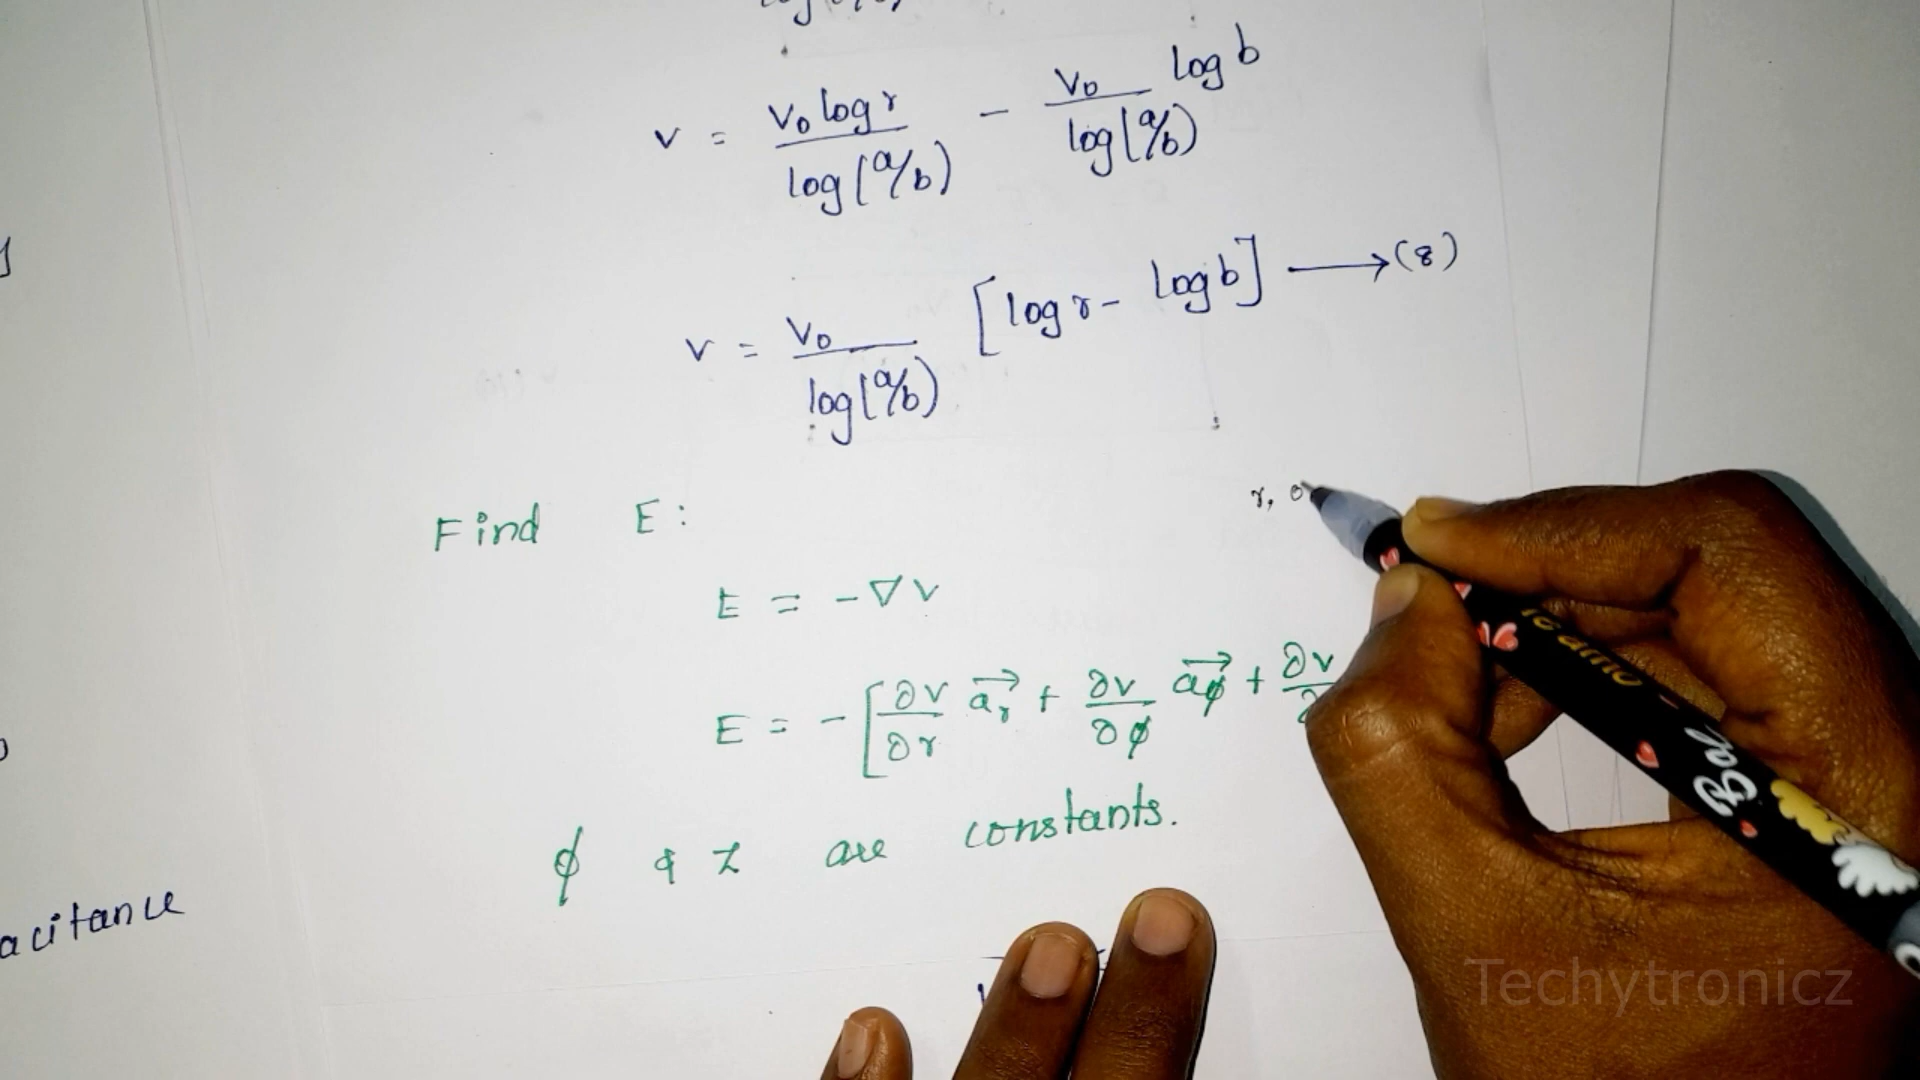 V = V₀ log r / log(a/b) - V₀ / log(a/b) log b
V = V₀ / log(a/b) [log r - log b] ⟶ (8)
r,
Find E:
E = -∇V
E = -[∂V/∂r a⃗r + ∂V/∂ϕ a⃗ϕ + ∂V
ϕ & z are constants.
acitance
Techytronicz